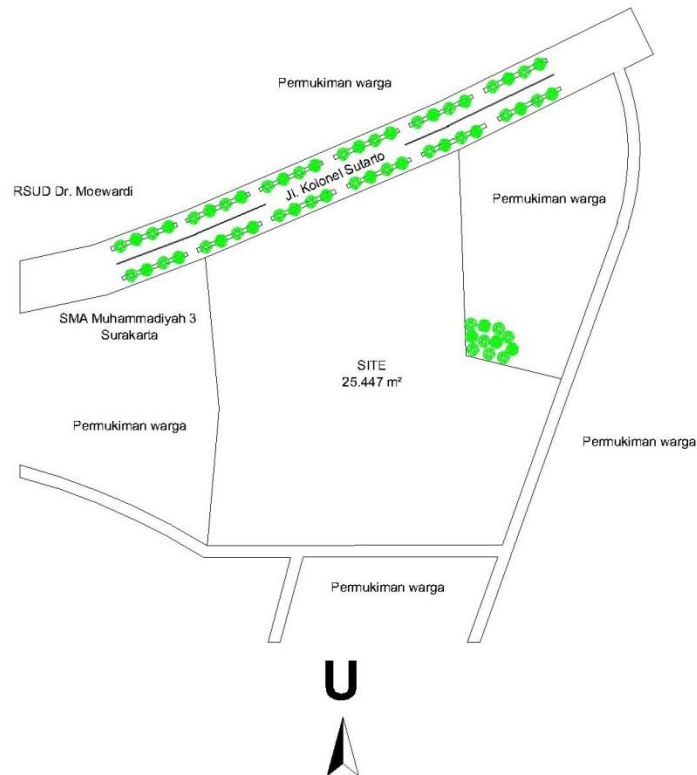 Permukiman warga
RSUD Dr. Moewardi
Jl. Kolonel Sutarto
Permukiman warga
SMA Muhammadiyah 3
Surakarta
SITE
25.447 m²
Permukiman warga
Permukiman warga
Permukiman warga
U